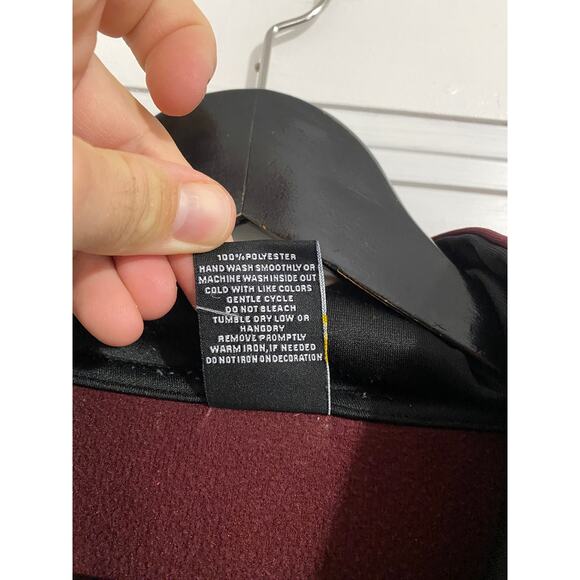 100% POLYESTER
HAND WASH SMOOTHLY OR
MACHINE WASH INSIDE OUT
COLD WITH LIKE COLORS
GENTLE CYCLE
DO NOT BLEACH
TUMBLE DRY LOW OR
HANGDRY
REMOVE PROMPTLY
WARM IRON, IF NEEDED
DO NOT IRON ON DECORATION